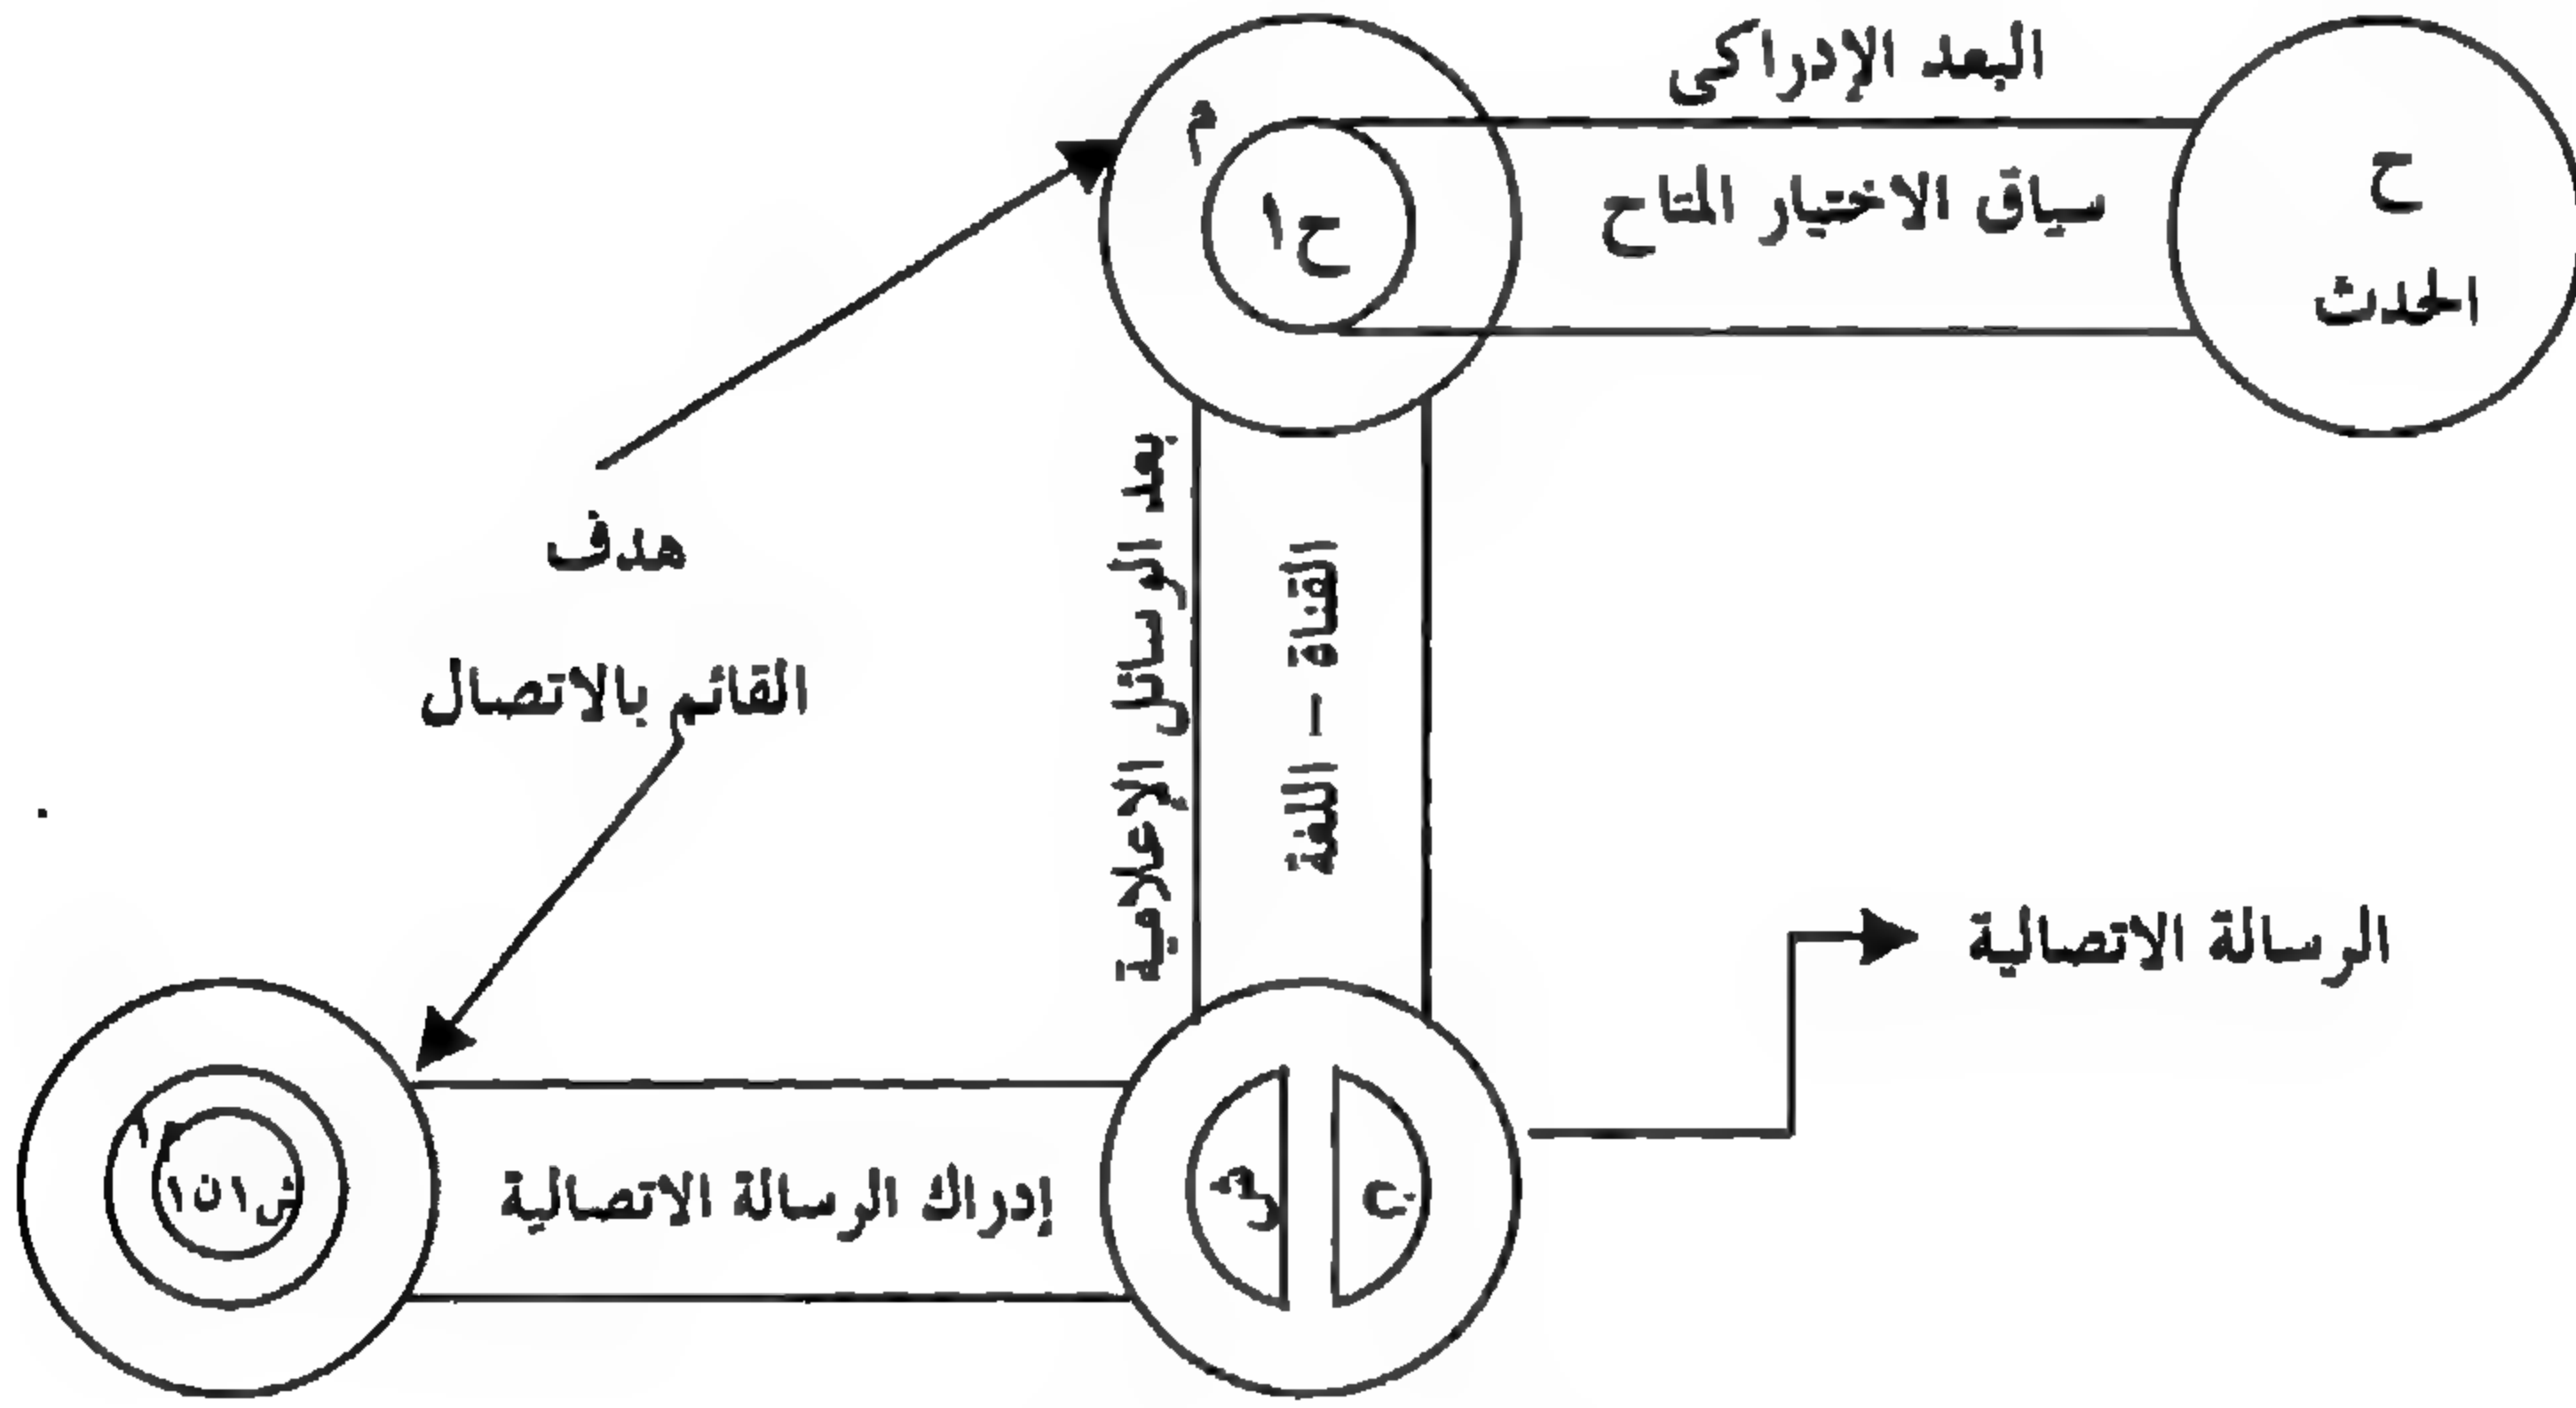 البعد الإدراكى
ح
الحدث
سياق الاختيار المتاح
م
ح١
هدف
القائم بالاتصال
بعد الوسائل الإعلامية
القناة - اللغة
الرسالة الاتصالية
إدراك الرسالة الاتصالية
ش١ن١